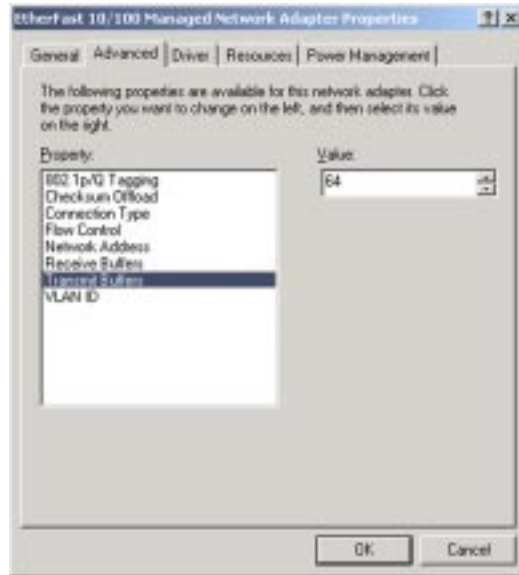 EtherFast 10/100 Managed Network Adapter Properties
General Advanced Driver Resources Power Management
The following properties are available for this network adapter. Click
the property you want to change on the left, and then select its value
on the right.
Property: Value:
802.1p/Q Tagging 64
Checksum Offload
Connection Type
Flow Control
Network Address
Receive Buffers
Transmit Buffers
VLAN ID
OK Cancel